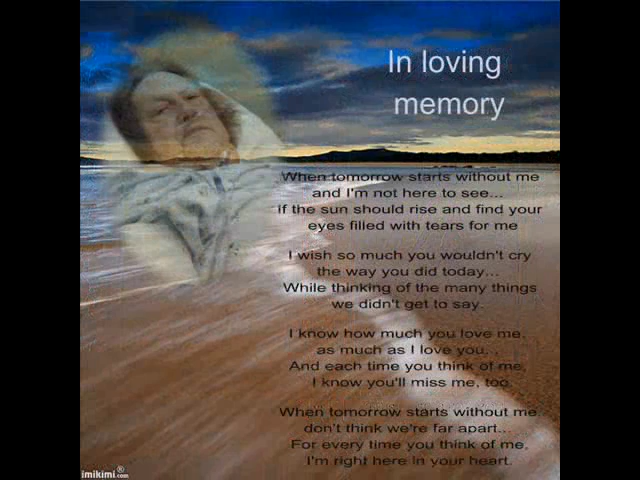 In loving
memory
When tomorrow starts without me
and I'm not here to see...
if the sun should rise and find your
eyes filled with tears for me
I wish so much you wouldn't cry
the way you did today...
While thinking of the many things
we didn't get to say.
I know how much you love me,
as much as I love you...
And each time you think of me,
I know you'll miss me, too.
When tomorrow starts without me
don't think we're far apart...
For every time you think of me,
I'm right here in your heart.
imikimi.com®